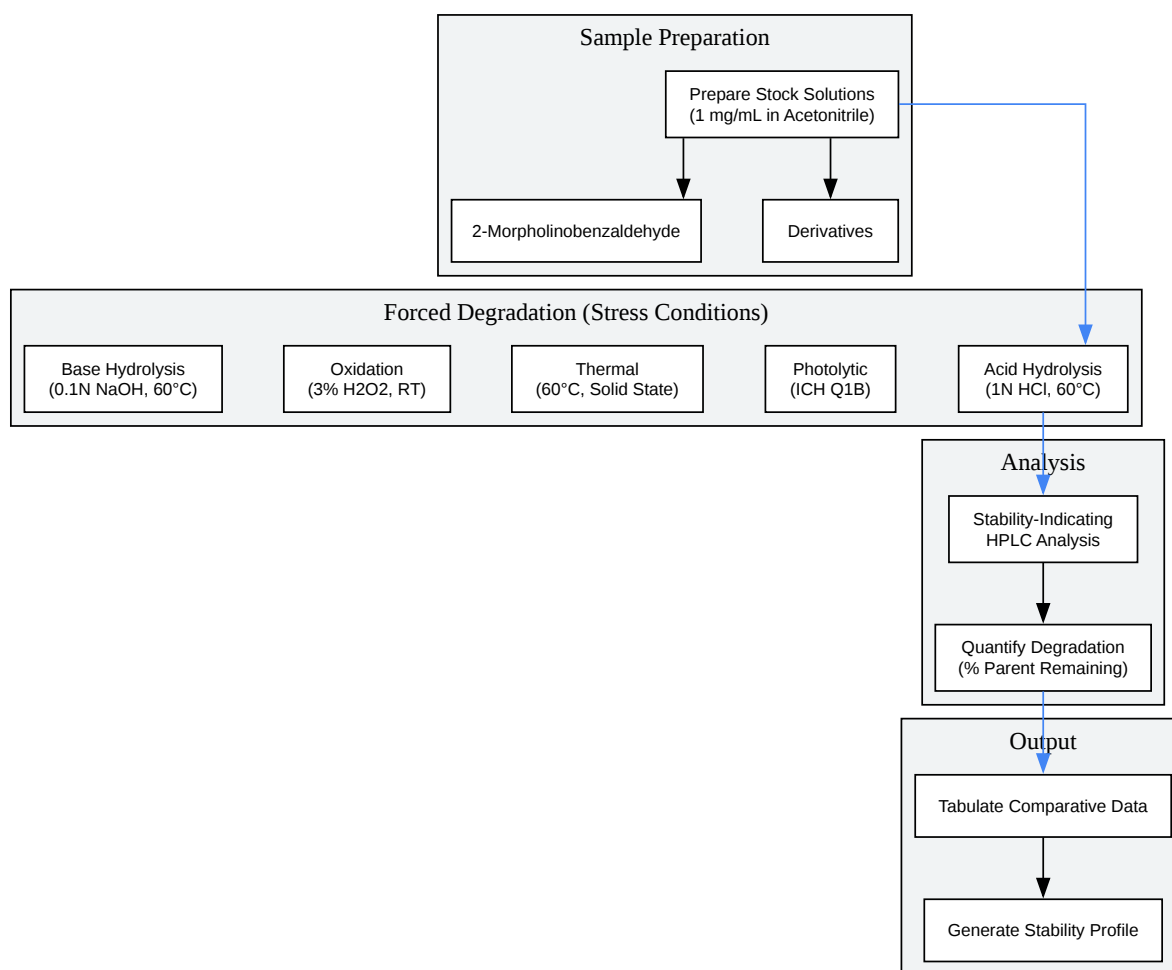 Sample Preparation
Prepare Stock Solutions
(1 mg/mL in Acetonitrile)
2-Morpholinobenzaldehyde
Derivatives
Forced Degradation (Stress Conditions)
Base Hydrolysis
(0.1N NaOH, 60°C)
Oxidation
(3% H2O2, RT)
Thermal
(60°C, Solid State)
Photolytic
(ICH Q1B)
Acid Hydrolysis
(1N HCl, 60°C)
Analysis
Stability-Indicating
HPLC Analysis
Quantify Degradation
(% Parent Remaining)
Output
Tabulate Comparative Data
Generate Stability Profile